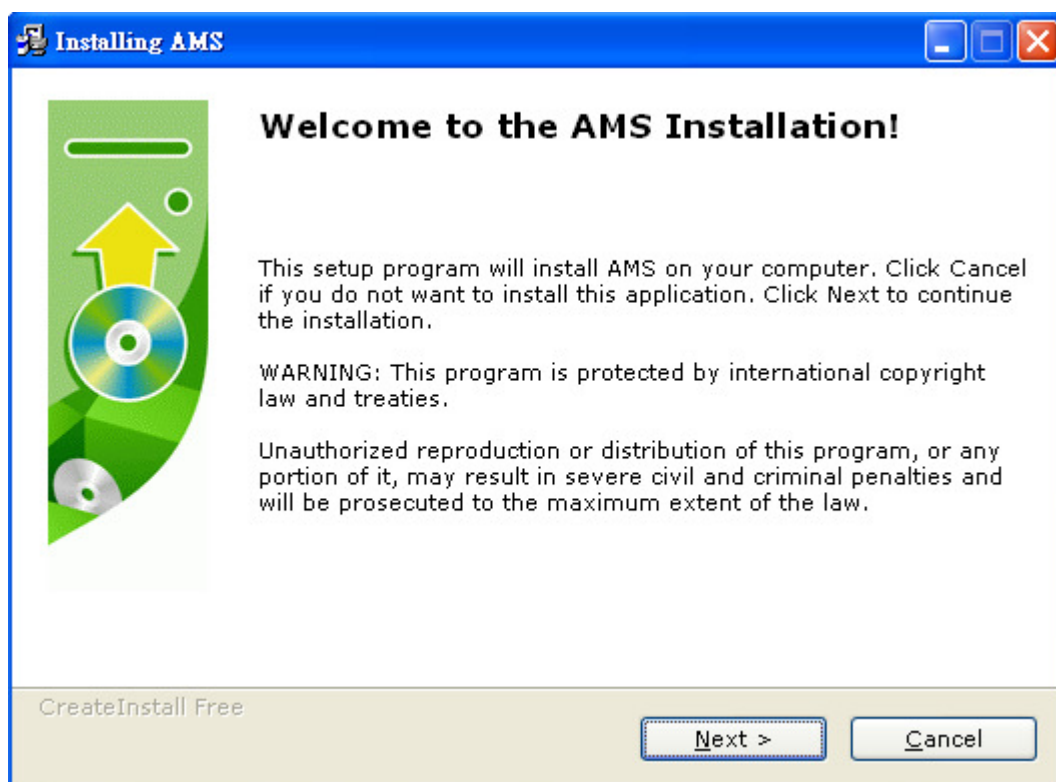 Installing AMS
Welcome to the AMS Installation!
This setup program will install AMS on your computer. Click Cancel
if you do not want to install this application. Click Next to continue
the installation.
WARNING: This program is protected by international copyright
law and treaties.
Unauthorized reproduction or distribution of this program, or any
portion of it, may result in severe civil and criminal penalties and
will be prosecuted to the maximum extent of the law.
CreateInstall Free
Next >
Cancel